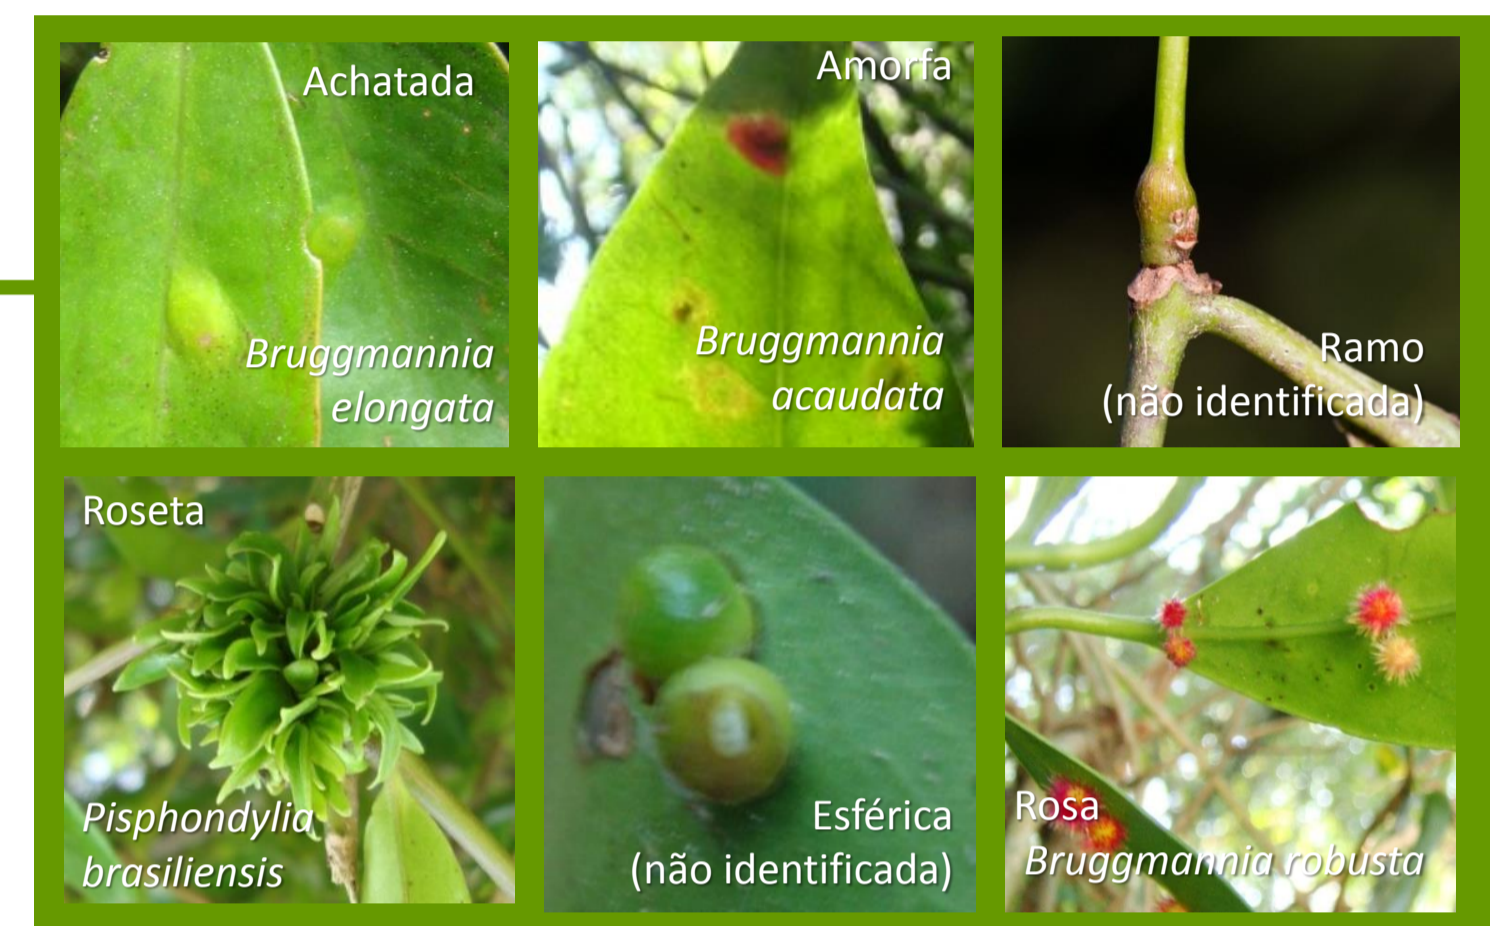 Achatada
Bruggmannia
elongata
Amorfa
Bruggmannia
acaudata
Ramo
(não identificada)
Roseta
Pisphondylia
brasiliensis
Esférica
(não identificada)
Rosa
Bruggmannia robusta